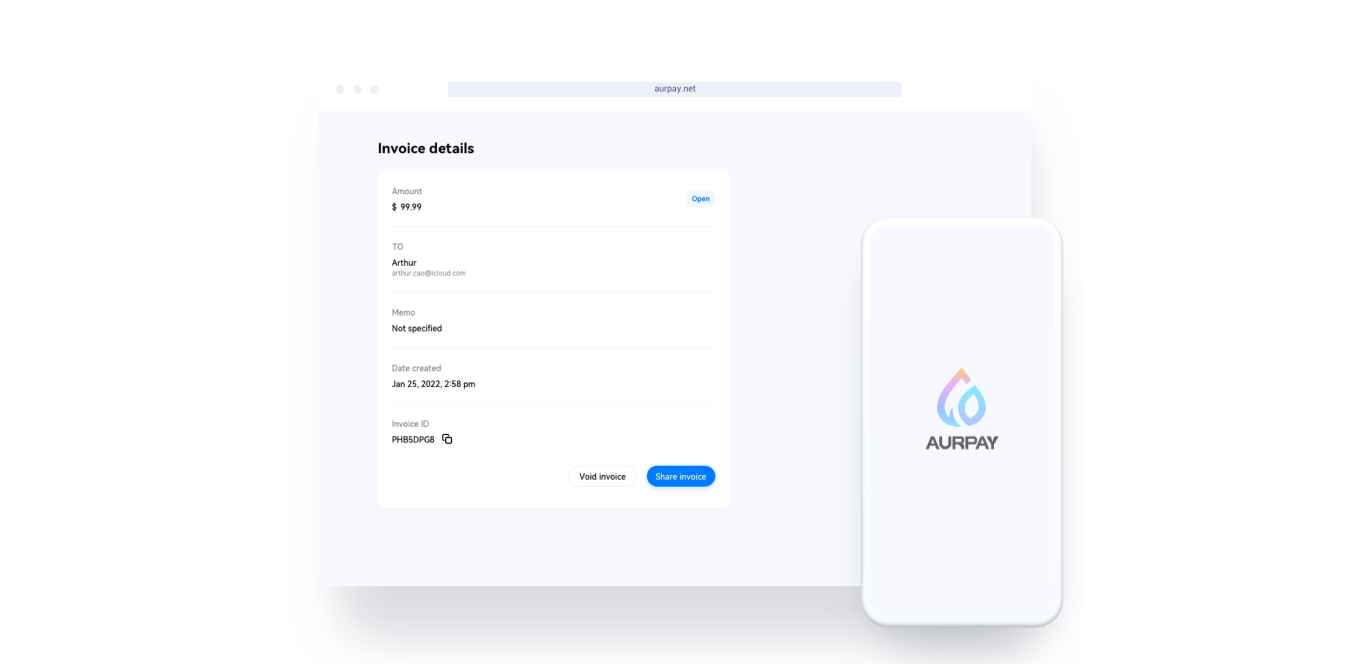 aurpay.net
Invoice details
Amount
$ 99.99
Open
TO
Arthur
arthur.cao@icloud.com
Memo
Not specified
Date created
Jan 25, 2022, 2:58 pm
Invoice ID
PHB5DPG8
Void invoice
Share invoice
AURPAY